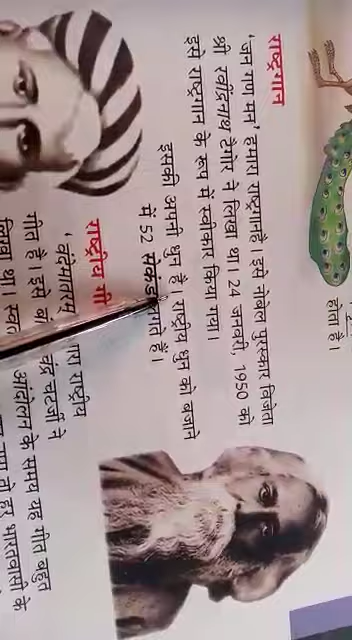 होता है।
राष्ट्रगान
'जन गण मन' हमारा राष्ट्रगान है। इसे नोबेल पुरस्कार विजेता
श्री रवींद्रनाथ टैगोर ने लिखा था। 24 जनवरी, 1950 को
इसे राष्ट्रगान के रूप में स्वीकार किया गया।
इसकी अपनी धुन है। राष्ट्रीय धुन को बजाने
में 52 सेकंड लगते हैं।
राष्ट्रीय गी
'वंदेमातरम् राष्ट्रीय
गीत है। इसे चंद्र चटर्जी ने
लिखा था। आंदोलन के समय यह गीत बहुत
हर भारतवासी के